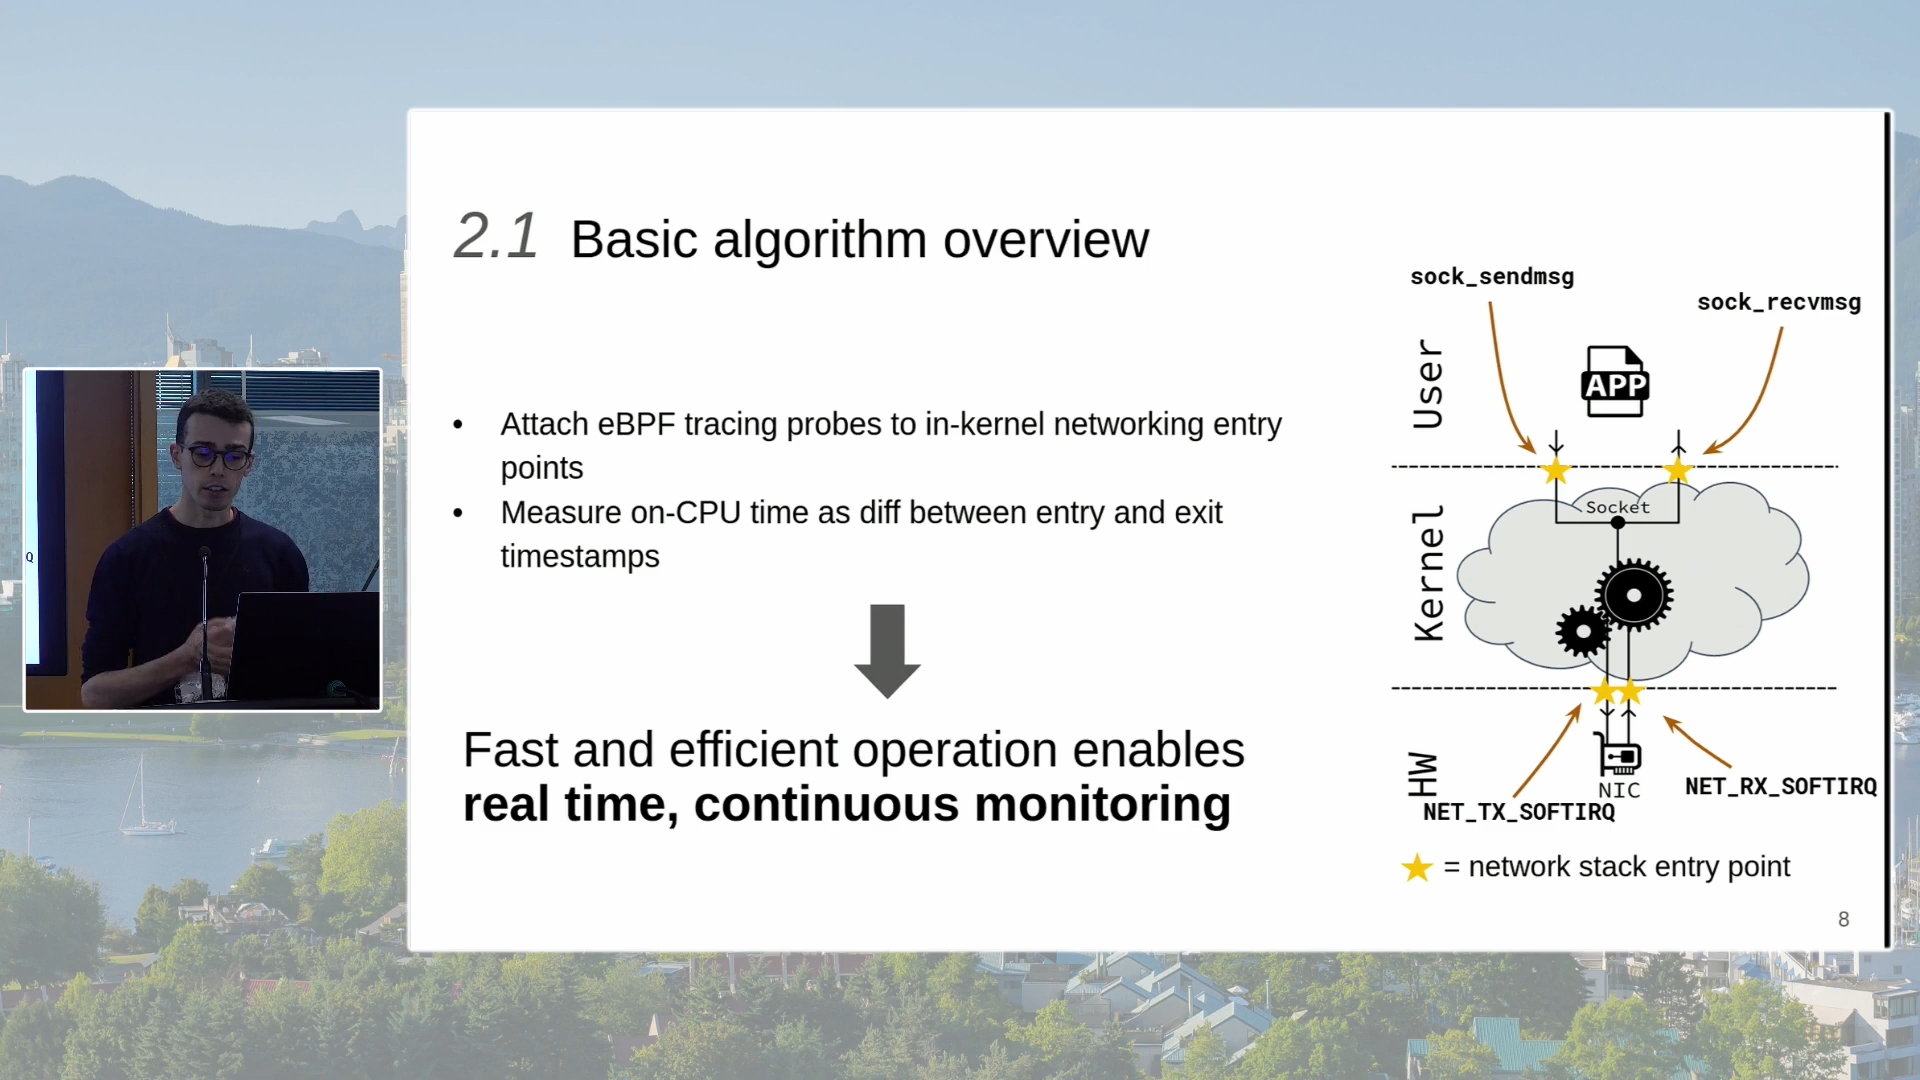 2.1 Basic algorithm overview
• Attach eBPF tracing probes to in-kernel networking entry
points
• Measure on-CPU time as diff between entry and exit
timestamps
Fast and efficient operation enables
real time, continuous monitoring
sock_sendmsg
sock_recvmsg
User
APP
Socket
Kernel
HW
NIC
NET_TX_SOFTIRQ
NET_RX_SOFTIRQ
= network stack entry point
8
Q